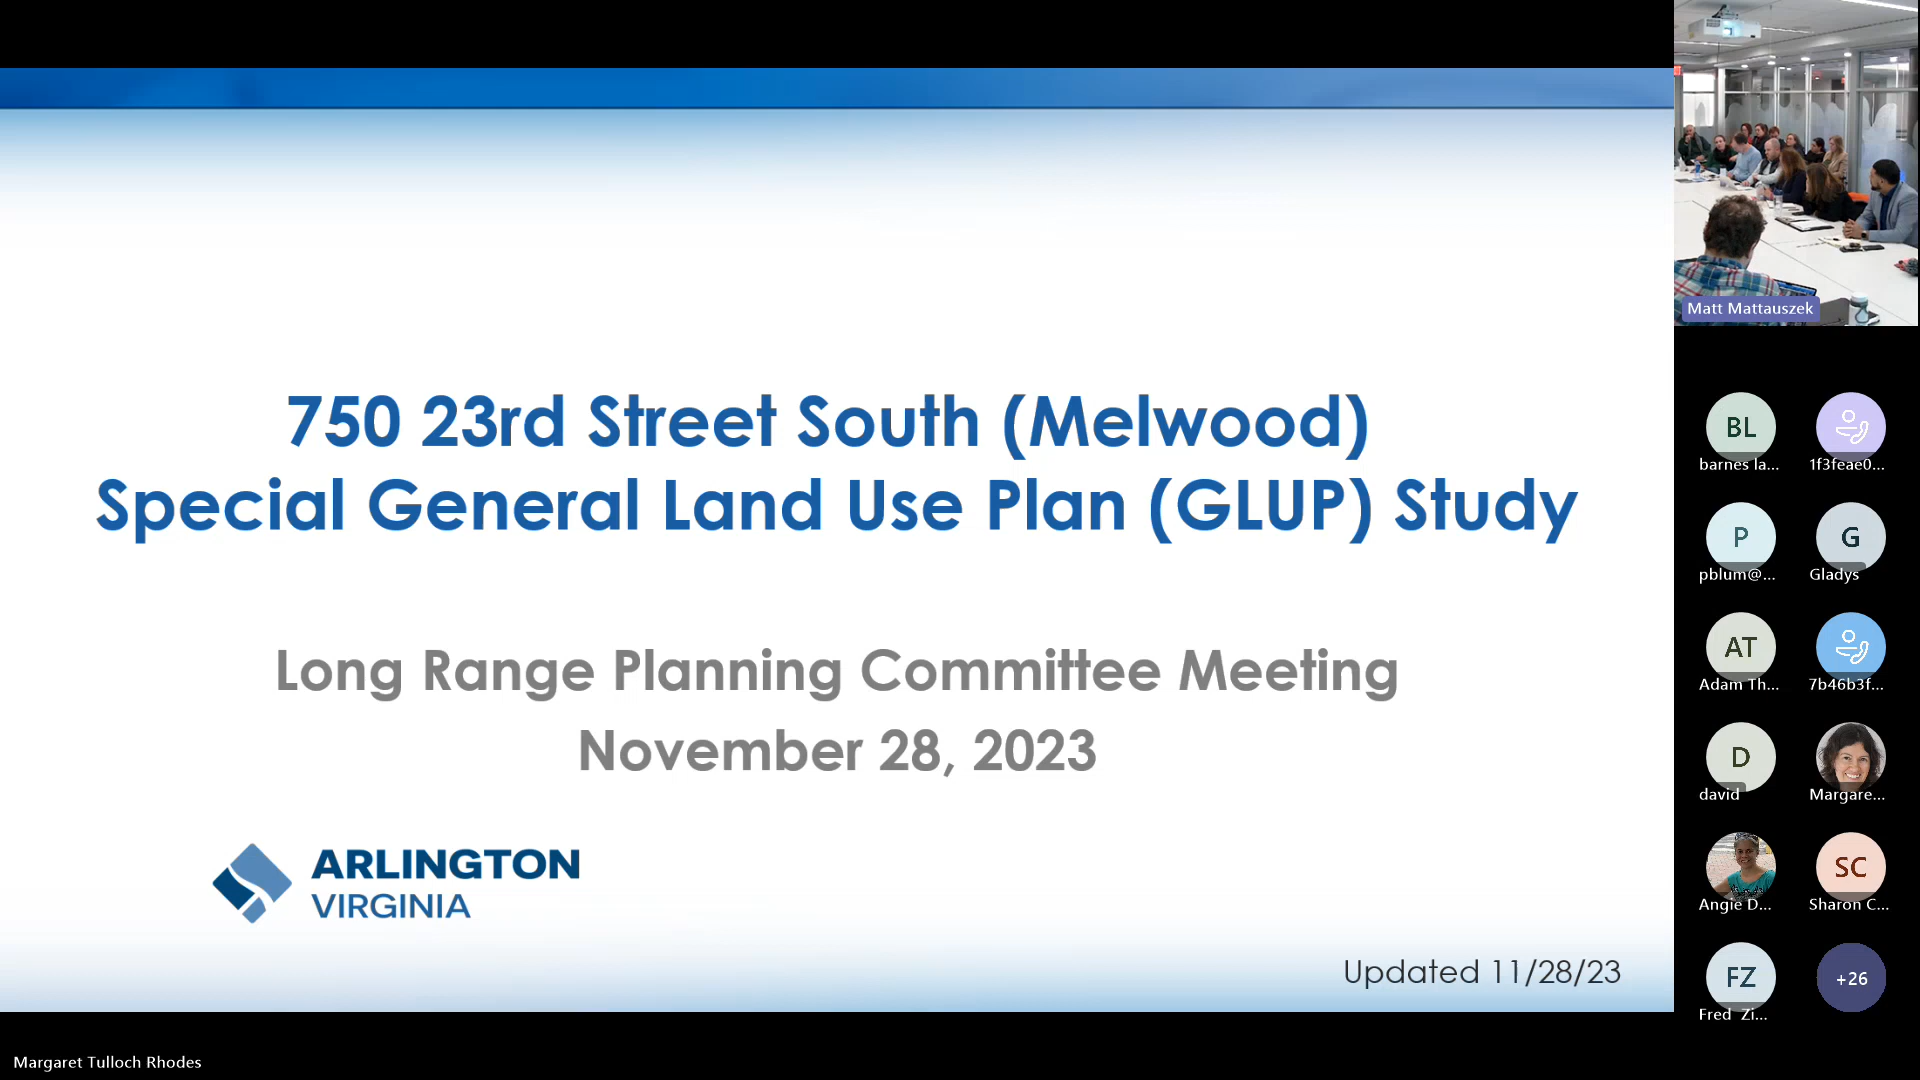 750 23rd Street South (Melwood)
Special General Land Use Plan (GLUP) Study
Long Range Planning Committee Meeting
November 28, 2023
ARLINGTON
VIRGINIA
Updated 11/28/23
Margaret Tulloch Rhodes
Matt Mattauszek
BL
barnes la...
1f3feae0...
P
pblum@...
G
Gladys
AT
Adam Th...
7b46b3f...
D
david
Margare...
Angie D...
SC
Sharon C...
FZ
Fred Zi...
+26